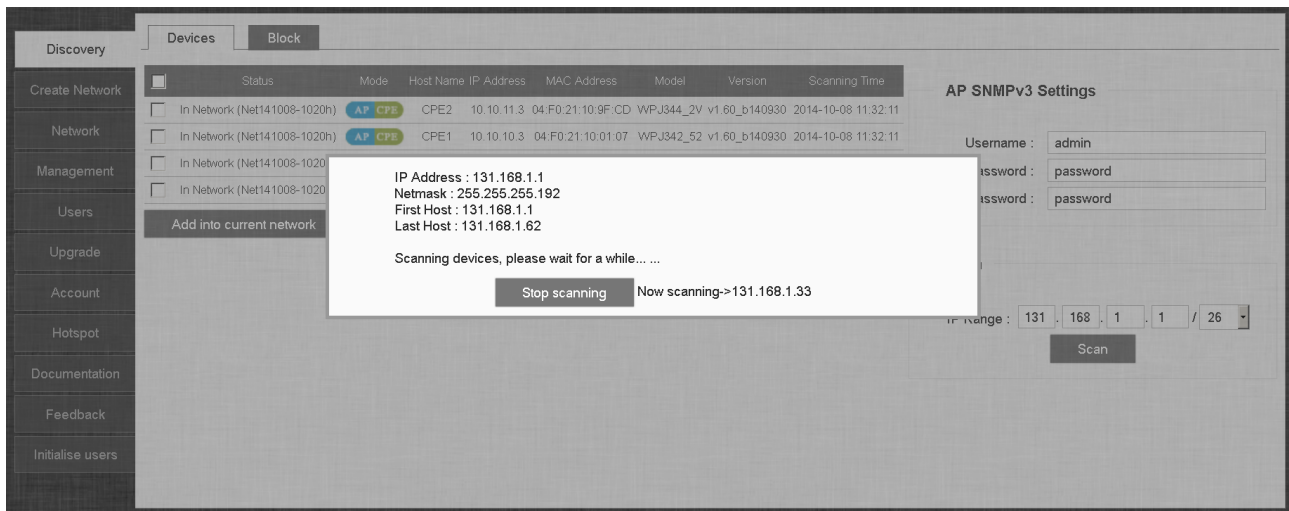 Discovery
Create Network
Network
Management
Users
Upgrade
Account
Hotspot
Documentation
Feedback
Initialise users
Devices Block
Status Mode Host Name IP Address MAC Address Model Version Scanning Time
In Network (Net141008-1020h) AP CPE CPE2 10.10.11.3 04:F0:21:10:9F:CD WPJ344_2V v1.60_b140930 2014-10-08 11:32:11
In Network (Net141008-1020h) AP CPE CPE1 10.10.10.3 04:F0:21:10:01:07 WPJ342_52 v1.60_b140930 2014-10-08 11:32:11
In Network (Net141008-1020
In Network (Net141008-1020
Add into current network
IP Address : 131.168.1.1
Netmask : 255.255.255.192
First Host : 131.168.1.1
Last Host : 131.168.1.62
Scanning devices, please wait for a while... ...
Stop scanning Now scanning->131.168.1.33
AP SNMPv3 Settings
Username : admin
ssword : password
ssword : password
IP Range : 131 . 168 . 1 . 1 / 26
Scan